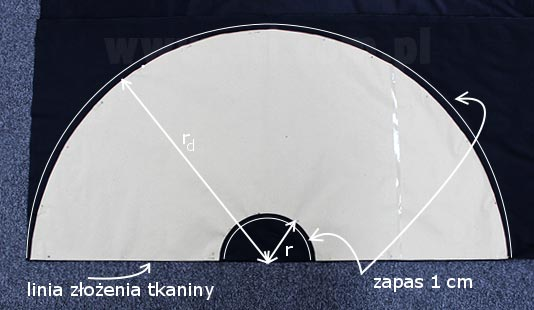 r_d
r
linia złożenia tkaniny
zapas 1 cm